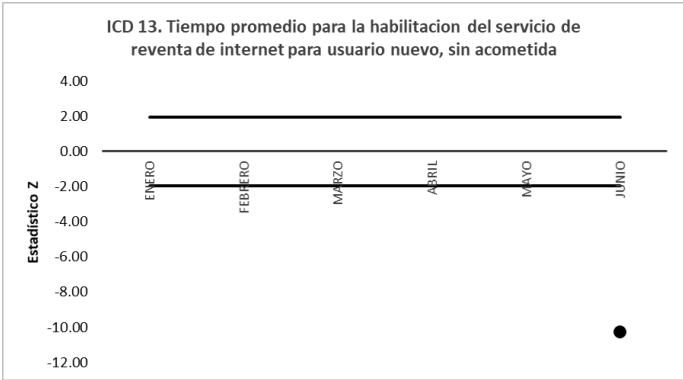 ICD 13. Tiempo promedio para la habilitacion del servicio de
reventa de internet para usuario nuevo, sin acometida
4.00
2.00
0.00
-2.00
-4.00
-6.00
-8.00
-10.00
-12.00
Estadístico Z
ENERO
FEBRERO
MARZO
ABRIL
MAYO
JUNIO